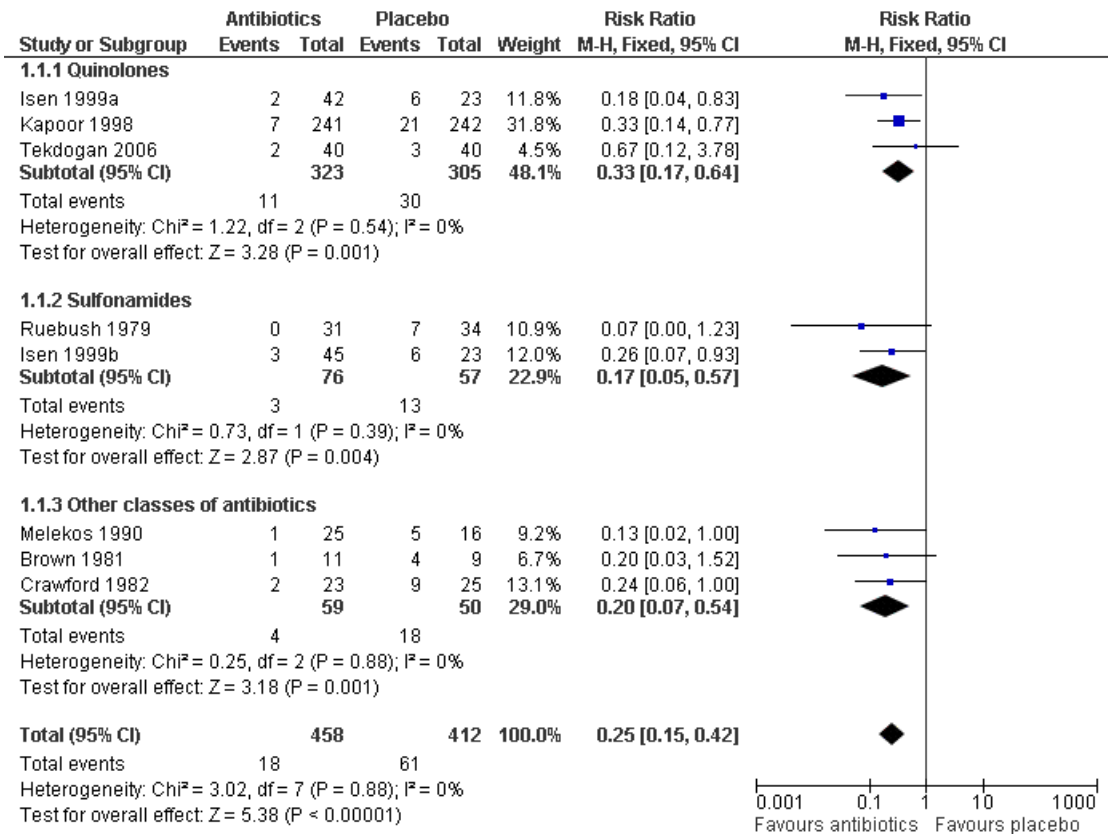 Antibiotics Placebo Risk Ratio Risk Ratio
Study or Subgroup Events Total Events Total Weight M-H, Fixed, 95% CI M-H, Fixed, 95% CI
1.1.1 Quinolones
Isen 1999a 2 42 6 23 11.8% 0.18 [0.04, 0.83]
Kapoor 1998 7 241 21 242 31.8% 0.33 [0.14, 0.77]
Tekdogan 2006 2 40 3 40 4.5% 0.67 [0.12, 3.78]
Subtotal (95% CI) 323 305 48.1% 0.33 [0.17, 0.64]
Total events 11 30
Heterogeneity: Chi² = 1.22, df = 2 (P = 0.54); I² = 0%
Test for overall effect: Z = 3.28 (P = 0.001)
1.1.2 Sulfonamides
Ruebush 1979 0 31 7 34 10.9% 0.07 [0.00, 1.23]
Isen 1999b 3 45 6 23 12.0% 0.26 [0.07, 0.93]
Subtotal (95% CI) 76 57 22.9% 0.17 [0.05, 0.57]
Total events 3 13
Heterogeneity: Chi² = 0.73, df = 1 (P = 0.39); I² = 0%
Test for overall effect: Z = 2.87 (P = 0.004)
1.1.3 Other classes of antibiotics
Melekos 1990 1 25 5 16 9.2% 0.13 [0.02, 1.00]
Brown 1981 1 11 4 9 6.7% 0.20 [0.03, 1.52]
Crawford 1982 2 23 9 25 13.1% 0.24 [0.06, 1.00]
Subtotal (95% CI) 59 50 29.0% 0.20 [0.07, 0.54]
Total events 4 18
Heterogeneity: Chi² = 0.25, df = 2 (P = 0.88); I² = 0%
Test for overall effect: Z = 3.18 (P = 0.001)
Total (95% CI) 458 412 100.0% 0.25 [0.15, 0.42]
Total events 18 61
Heterogeneity: Chi² = 3.02, df = 7 (P = 0.88); I² = 0%
Test for overall effect: Z = 5.38 (P < 0.00001)
0.001 0.1 1 10 1000
Favours antibiotics Favours placebo